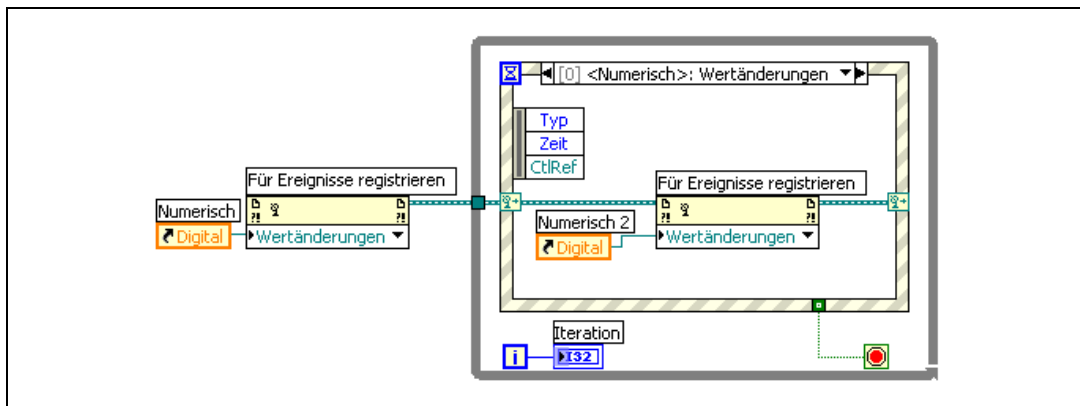 [0] <Numerisch>: Wertänderungen
Typ
Zeit
CtlRef
Für Ereignisse registrieren
Numerisch
Digital
Wertänderungen
Für Ereignisse registrieren
Numerisch 2
Digital
Wertänderungen
Iteration
i
I32